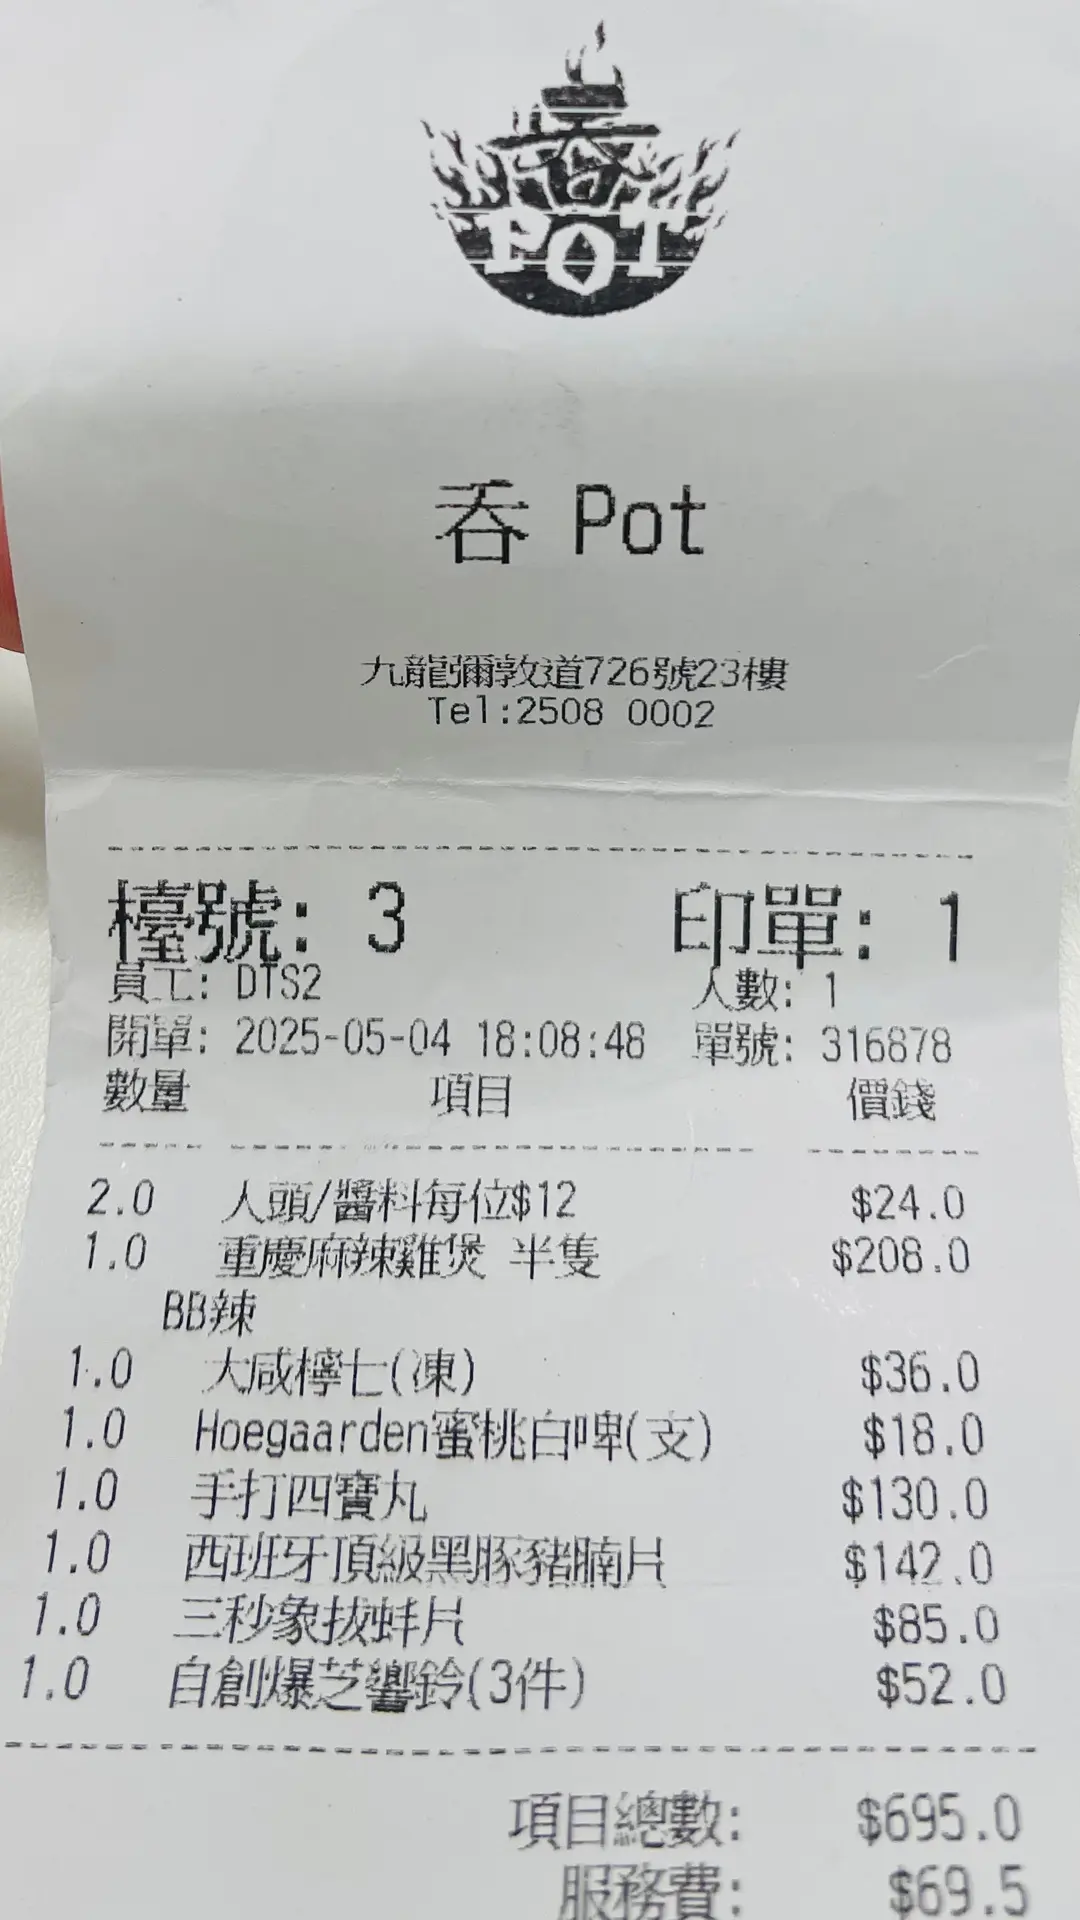 吞
POT
吞 Pot
九龍彌敦道726號23樓
Tel:2508 0002
檯號: 3 印單: 1
員工: DTS2 人數: 1
開單: 2025-05-04 18:08:48 單號: 316878
數量 項目 價錢
2.0 人頭/醬料每位$12 $24.0
1.0 重慶麻辣雞煲 半隻 $208.0
BB辣
1.0 大咸檸七(凍) $36.0
1.0 Hoegaarden蜜桃白啤(支) $18.0
1.0 手打四寶丸 $130.0
1.0 西班牙頂級黑豚豬腩片 $142.0
1.0 三秒象拔蚌片 $85.0
1.0 自創爆芝響鈴(3件) $52.0
項目總數: $695.0
服務費: $69.5